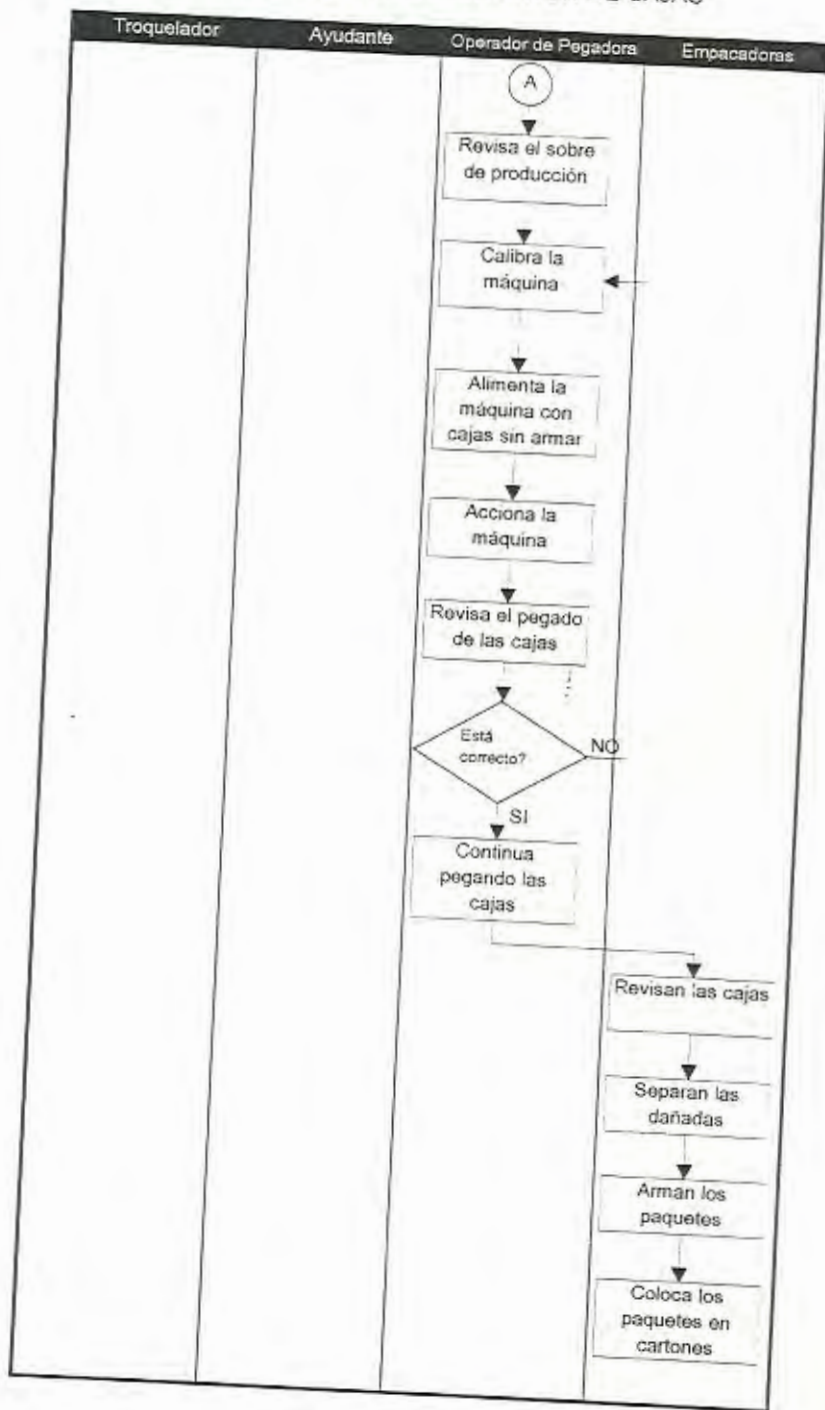 Troquelador Ayudante Operador de Pegadora Empacadoras
A
Revisa el sobre
de producción
Calibra la
máquina
Alimenta la
máquina con
cajas sin armar
Acciona la
máquina
Revisa el pegado
de las cajas
Está
correcto?
NO
SI
Continua
pegando las
cajas
Revisan las cajas
Separan las
dañadas
Arman los
paquetes
Coloca los
paquetes en
cartones